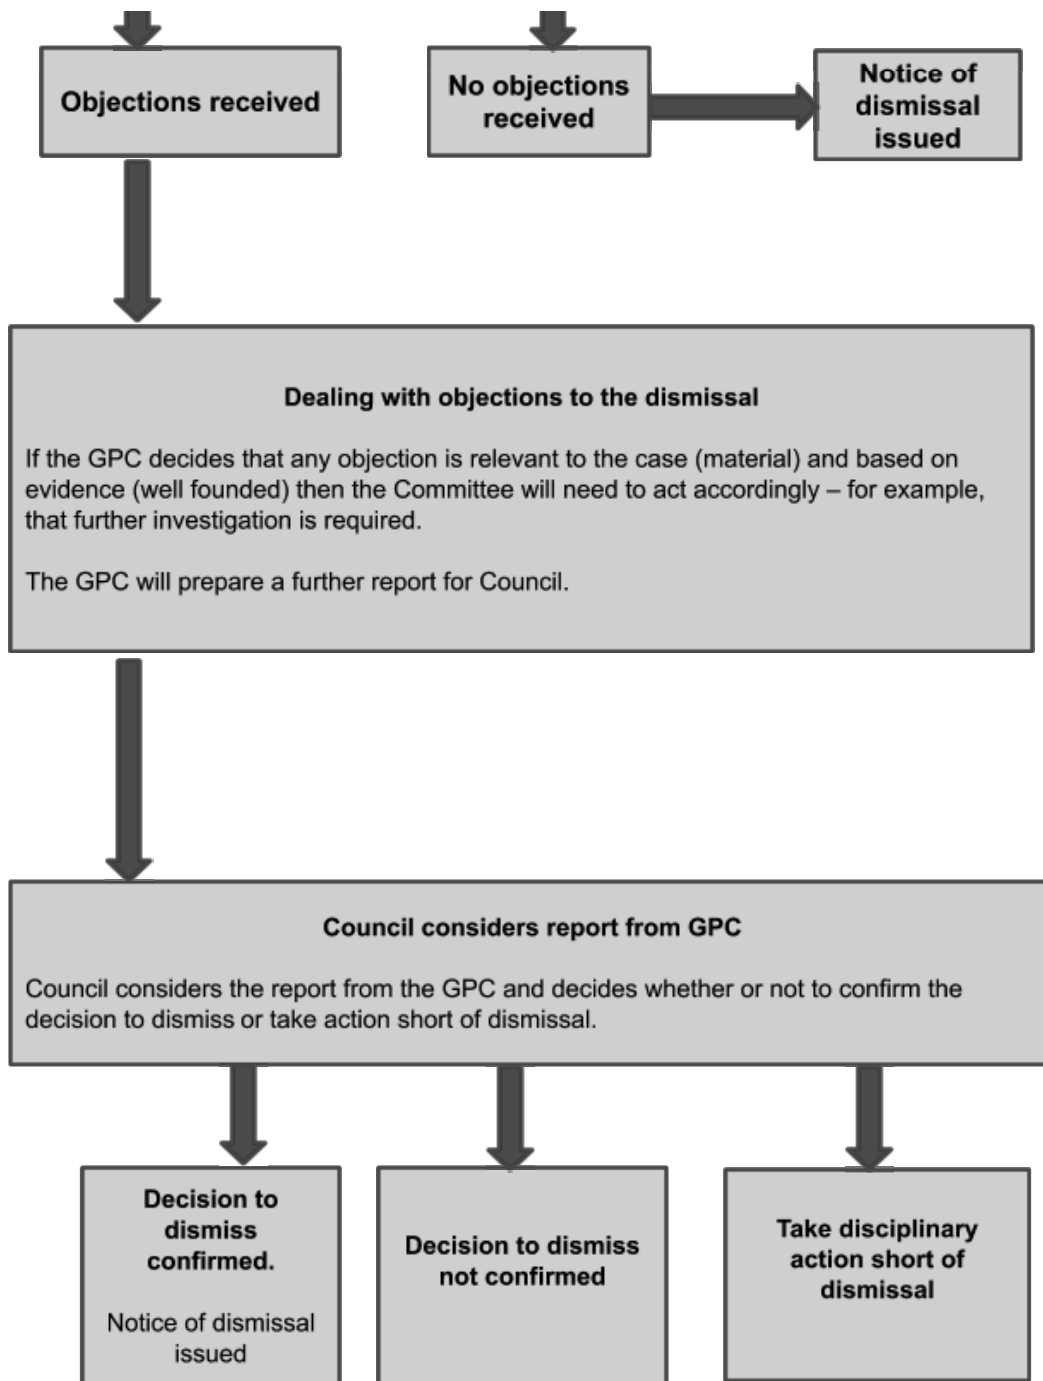 Objections received
No objections
received
Notice of
dismissal
issued
Dealing with objections to the dismissal
If the GPC decides that any objection is relevant to the case (material) and based on
evidence (well founded) then the Committee will need to act accordingly – for example,
that further investigation is required.
The GPC will prepare a further report for Council.
Council considers report from GPC
Council considers the report from the GPC and decides whether or not to confirm the
decision to dismiss or take action short of dismissal.
Decision to
dismiss
confirmed.
Notice of dismissal
issued
Decision to dismiss
not confirmed
Take disciplinary
action short of
dismissal